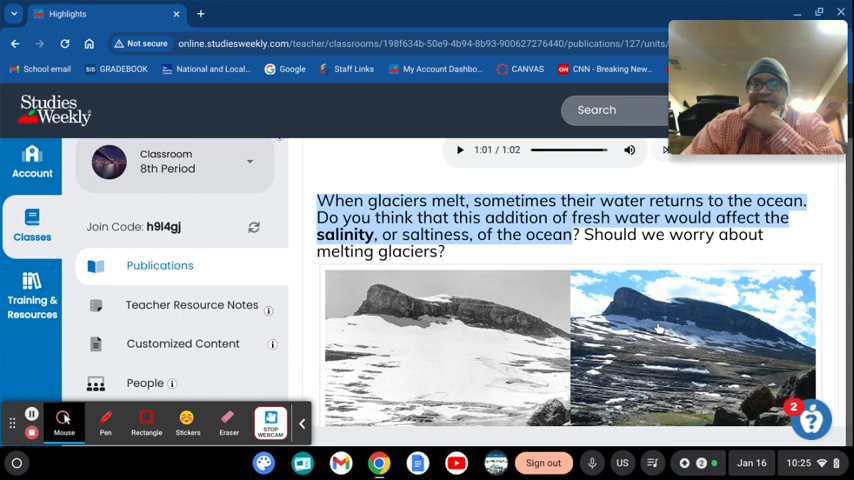 Highlights
Not secure
online.studiesweekly.com/teacher/classrooms/198f634b-50e9-4b94-8b93-900627276440/publications/127/units/
School email
SIS GRADEBOOK
National and Local...
Google
Staff Links
My Account Dashbo...
CANVAS
CNN - Breaking New...
Studies
Weekly
Search
Account
Classes
Training &
Resources
Classroom
8th Period
Join Code: h9l4gj
Publications
Teacher Resource Notes
Customized Content
People
1:01 / 1:02
When glaciers melt, sometimes their water returns to the ocean.
Do you think that this addition of fresh water would affect the
salinity, or saltiness, of the ocean? Should we worry about
melting glaciers?
Mouse
Pen
Rectangle
Stickers
Eraser
STOP
WEBCAM
2
Sign out
US
2
Jan 16
10:25